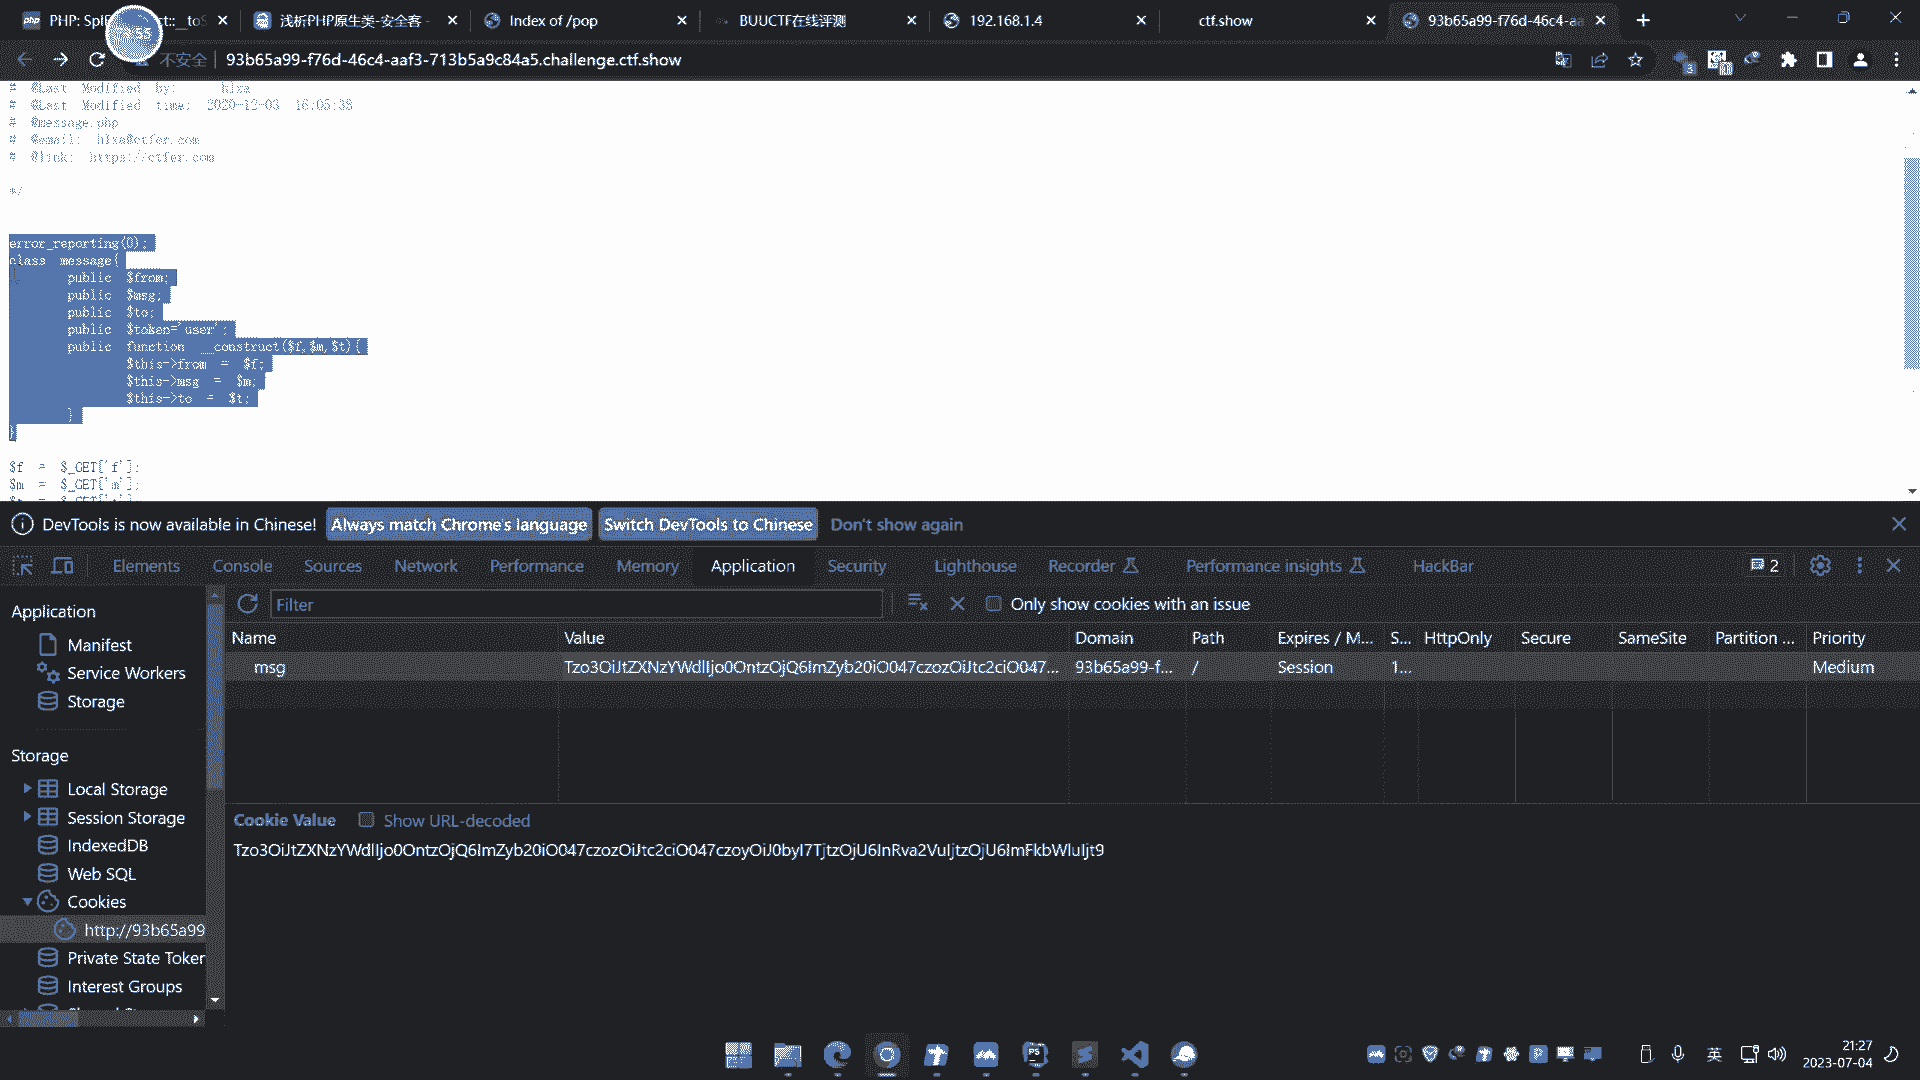 PHP: Spl
浅析PHP原生类-安全客 -
Index of /pop
BUUCTF在线评测
192.168.1.4
ctf.show
93b65a99-f76d-46c4-aa
不安全
93b65a99-f76d-46c4-aaf3-713b5a9c84a5.challenge.ctf.show
# @Last Modified by: h1xa
# @Last Modified time: 2020-12-03 15:05:38
# @message.php
# @email: h1xa@ctfer.com
# @link: https://ctfer.com
*/
error_reporting(0);
class message{
public $from;
public $msg;
public $to;
public $token='user';
public function __construct($f,$m,$t){
$this->from = $f;
$this->msg = $m;
$this->to = $t;
}
}
$f = $_GET['f'];
$m = $_GET['m'];
DevTools is now available in Chinese!
Always match Chrome's language
Switch DevTools to Chinese
Don't show again
Elements
Console
Sources
Network
Performance
Memory
Application
Security
Lighthouse
Recorder
Performance insights
HackBar
2
Application
Manifest
Service Workers
Storage
Storage
Local Storage
Session Storage
IndexedDB
Web SQL
Cookies
http://93b65a99
Private State Token
Interest Groups
Filter
Only show cookies with an issue
Name
Value
Domain
Path
Expires / M...
S...
HttpOnly
Secure
SameSite
Partition ...
Priority
msg
Tzo3OiJtZXNzYWdlIjo0OntzOjQ6ImZyb20iO047czozOiJtc2ciO047...
93b65a99-f...
/
Session
1...
Medium
Cookie Value
Show URL-decoded
Tzo3OiJtZXNzYWdlIjo0OntzOjQ6ImZyb20iO047czozOiJtc2ciO047czoyOiJ0byI7TjtzOjU6InRva2VuIjtzOjU6ImFkbWluIjt9
英
21:27
2023-07-04